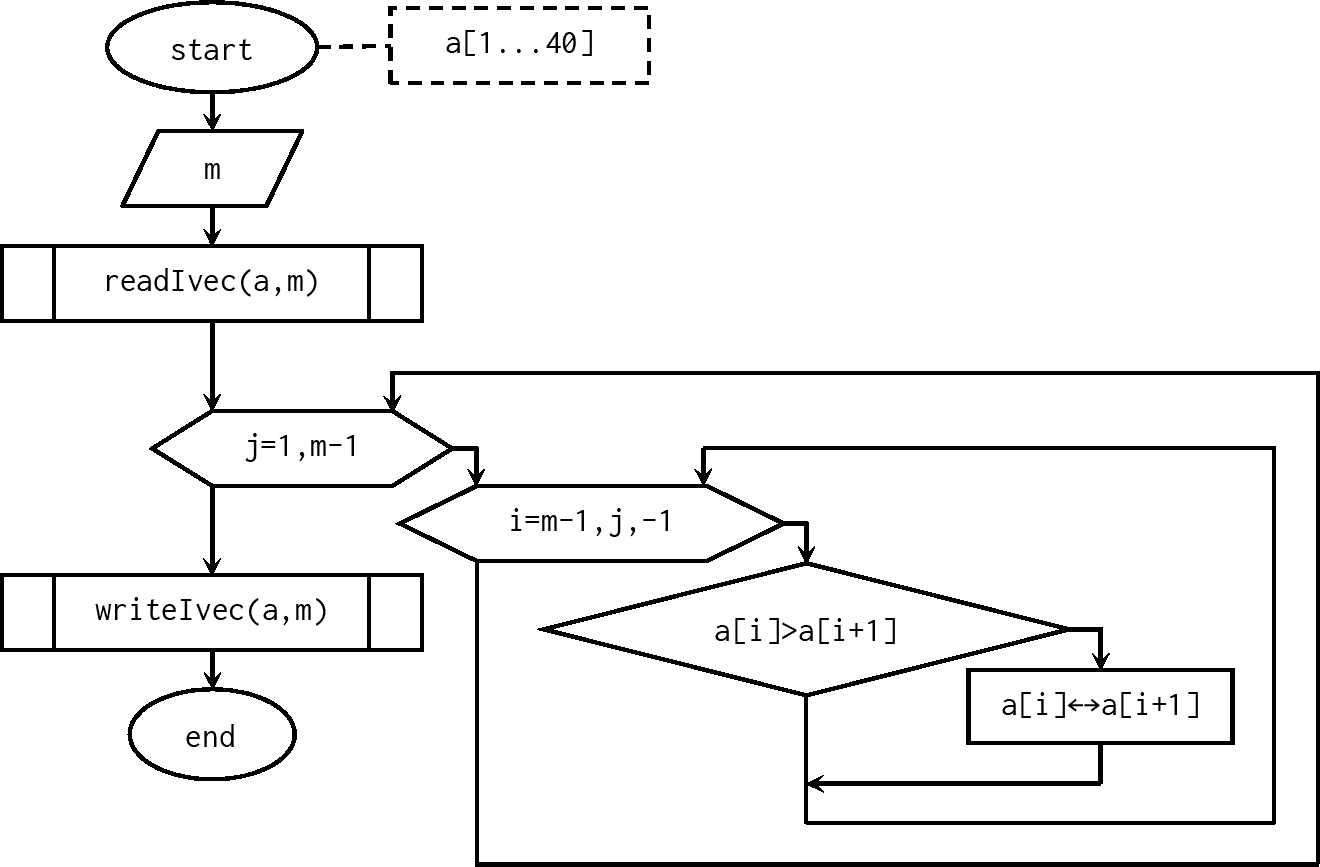 start
a[1...40]
m
readIvec(a,m)
j=1,m-1
i=m-1,j,-1
a[i]>a[i+1]
a[i]↔a[i+1]
writeIvec(a,m)
end